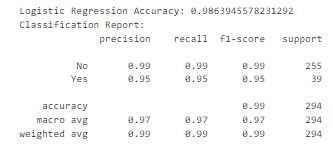 Logistic Regression Accuracy: 0.9863945578231292
Classification Report:
precision recall f1-score support
No 0.99 0.99 0.99 255
Yes 0.95 0.95 0.95 39
accuracy 0.99 294
macro avg 0.97 0.97 0.97 294
weighted avg 0.99 0.99 0.99 294